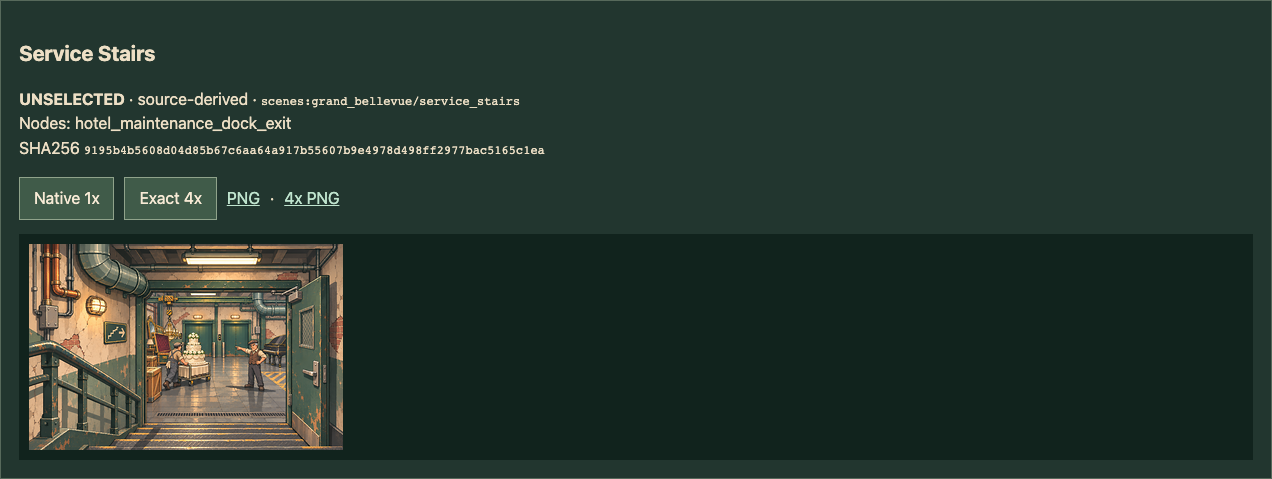 Service Stairs
UNSELECTED · source-derived · scenes:grand_bellevue/service_stairs
Nodes: hotel_maintenance_dock_exit
SHA256 9195b4b5608d04d85b67c6aa64a917b55607b9e4978d498ff2977bac5165c1ea
Native 1x Exact 4x PNG · 4x PNG